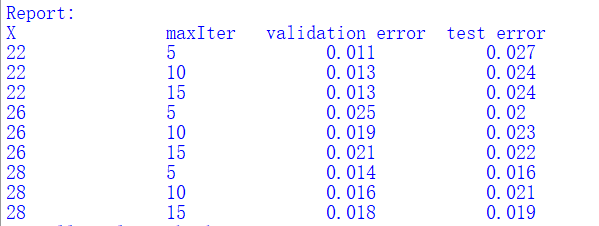 Report:
X maxIter validation error test error
22 5 0.011 0.027
22 10 0.013 0.024
22 15 0.013 0.024
26 5 0.025 0.02
26 10 0.019 0.023
26 15 0.021 0.022
28 5 0.014 0.016
28 10 0.016 0.021
28 15 0.018 0.019